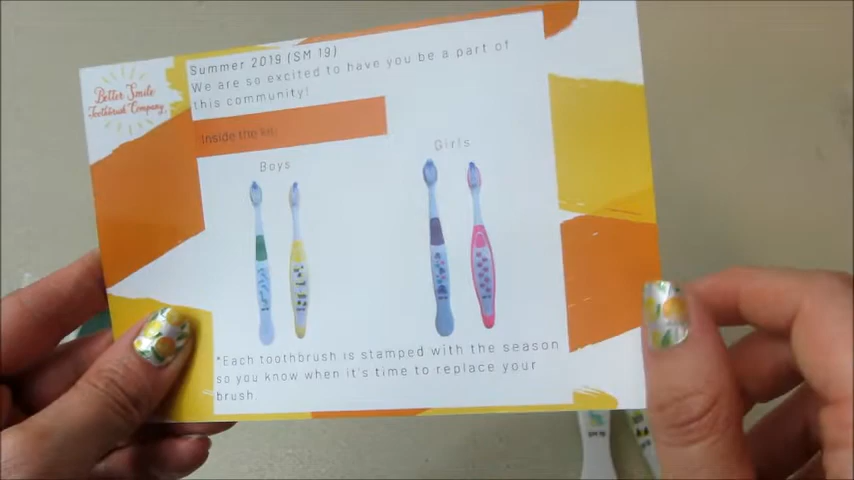 Better Smile
Toothbrush Company
Summer 2019 (SM 19)
We are so excited to have you be a part of
this community!
Inside the kit
Boys
Girls
*Each toothbrush is stamped with the season
so you know when it's time to replace your
brush.